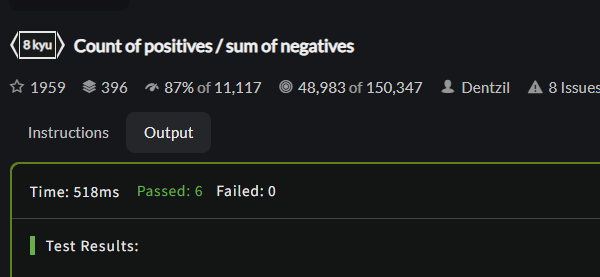 8 kyu Count of positives / sum of negatives
1959 396 87% of 11,117 48,983 of 150,347 Dentzil 8 Issues
Instructions Output
Time: 518ms Passed: 6 Failed: 0
Test Results: